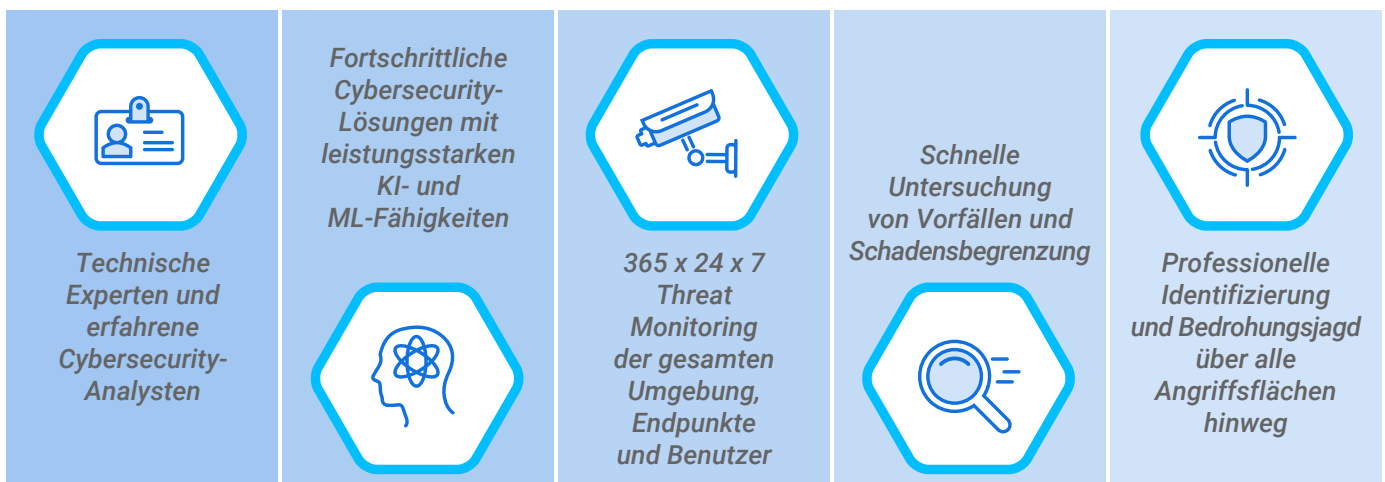 Technische
Experten und
erfahrene
Cybersecurity-
Analysten
Fortschrittliche
Cybersecurity-
Lösungen mit
leistungsstarken
KI- und
ML-Fähigkeiten
365 x 24 x 7
Threat
Monitoring
der gesamten
Umgebung,
Endpunkte
und Benutzer
Schnelle
Untersuchung
von Vorfällen und
Schadensbegrenzung
Professionelle
Identifizierung
und Bedrohungsjagd
über alle
Angriffsflächen
hinweg